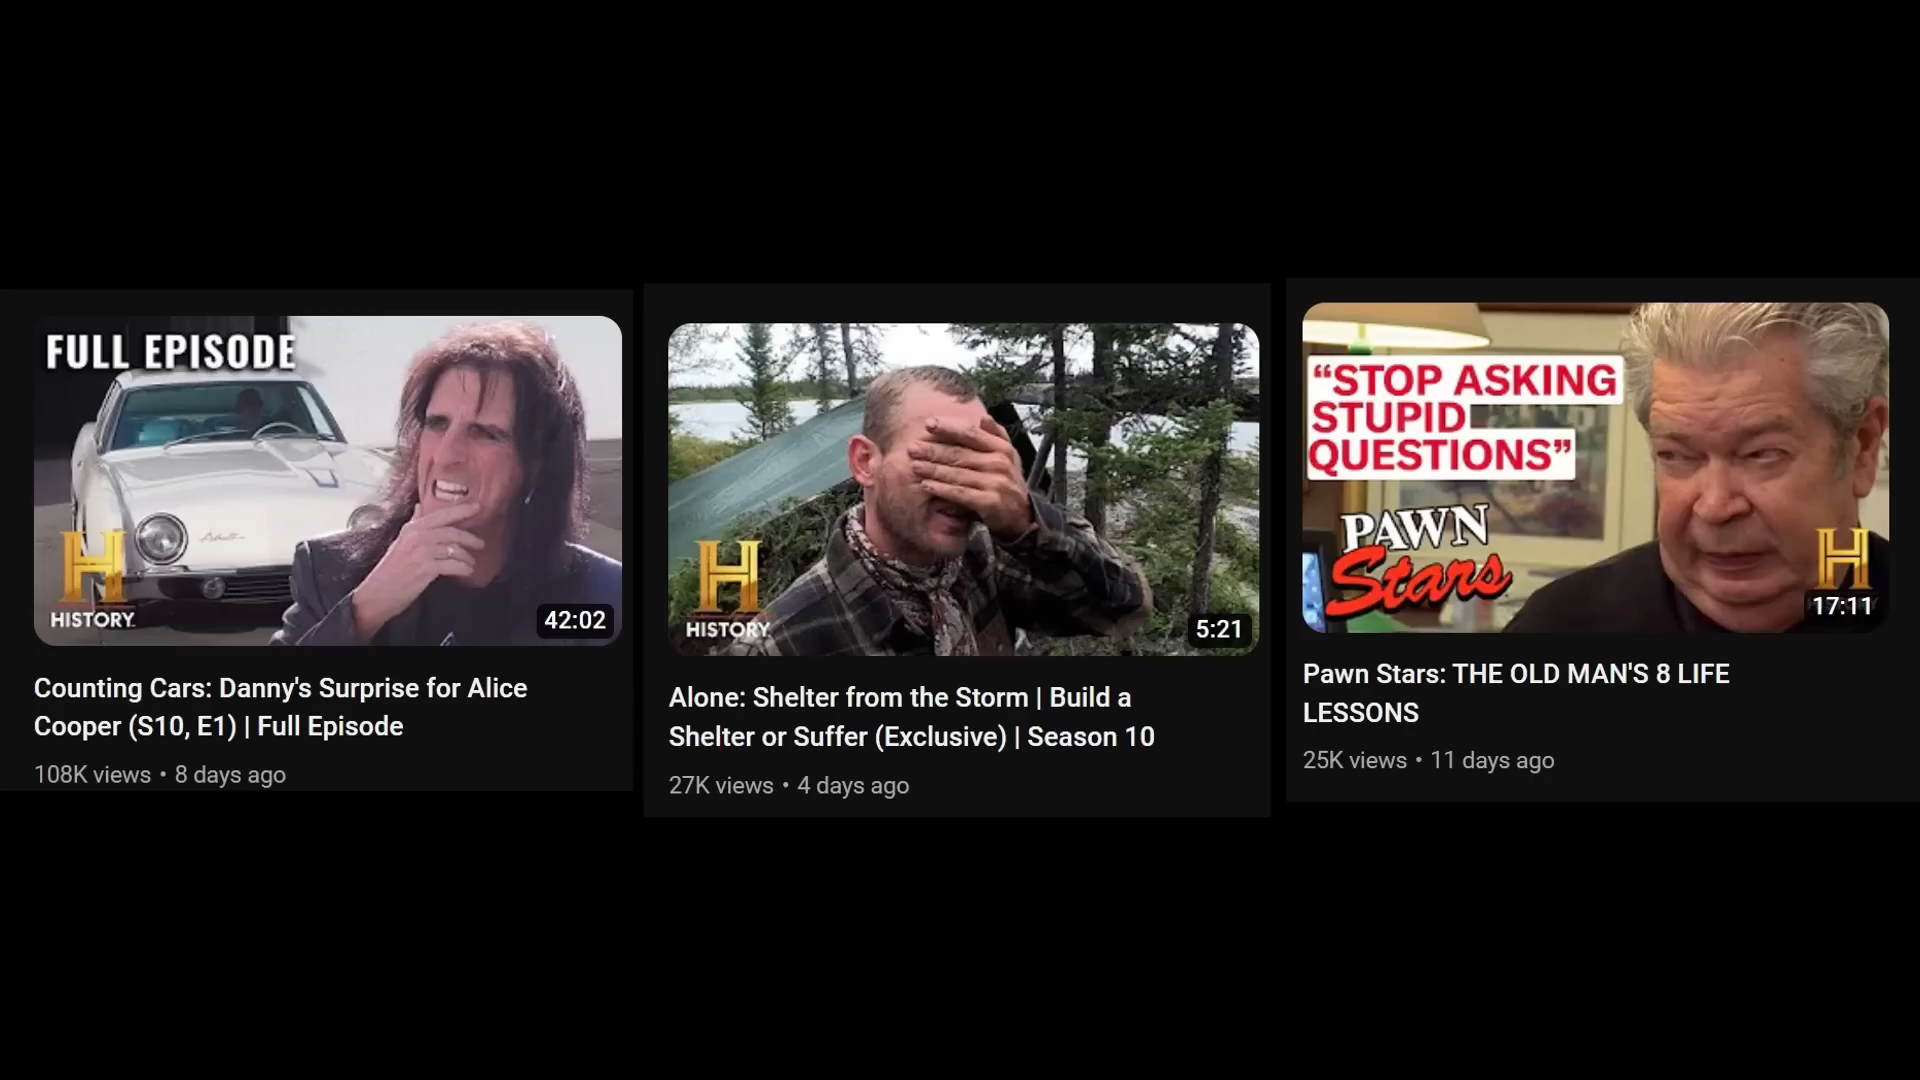 FULL EPISODE
H
HISTORY
42:02
Counting Cars: Danny's Surprise for Alice
Cooper (S10, E1) | Full Episode
108K views • 8 days ago
H
HISTORY
5:21
Alone: Shelter from the Storm | Build a
Shelter or Suffer (Exclusive) | Season 10
27K views • 4 days ago
“STOP ASKING
STUPID
QUESTIONS”
PAWN
Stars
H
17:11
Pawn Stars: THE OLD MAN'S 8 LIFE
LESSONS
25K views • 11 days ago